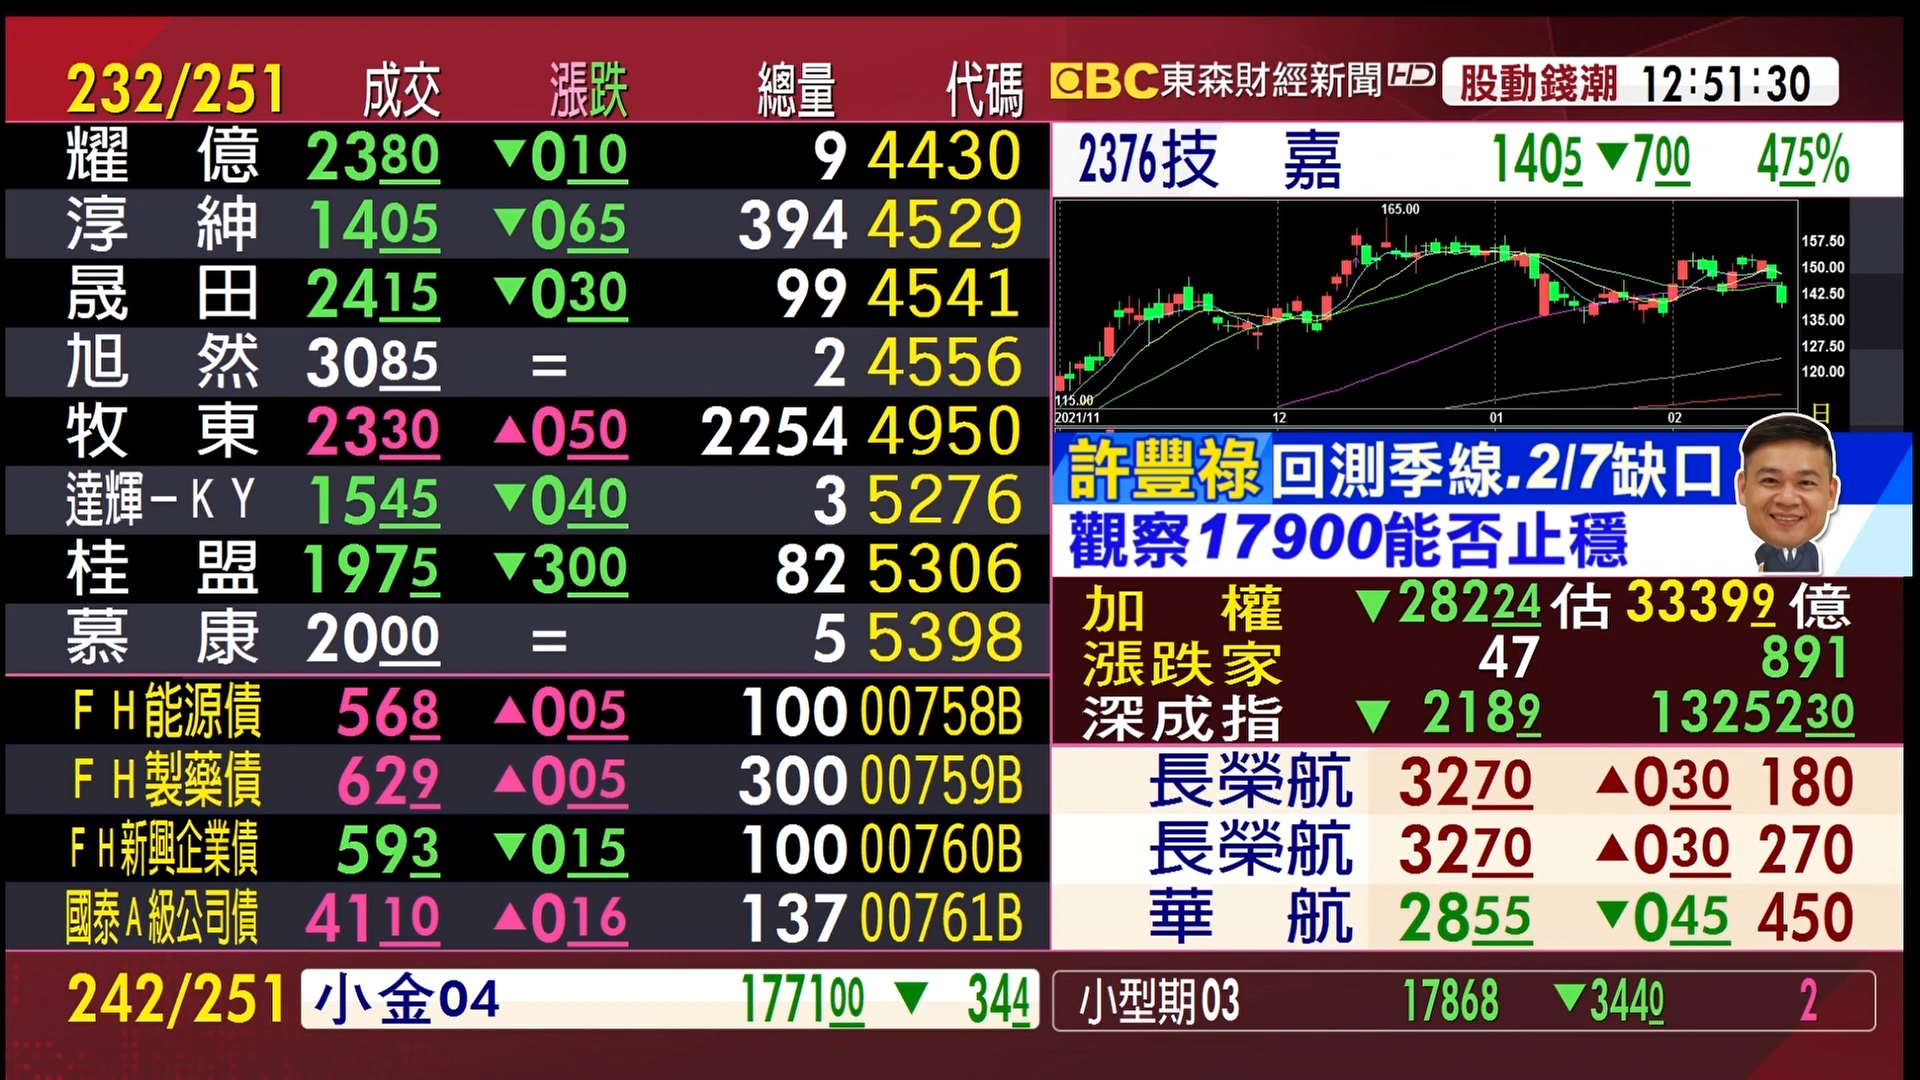 232/251 成交 漲跌 總量 代碼
耀億 2380 ▼010 9 4430
淳紳 1405 ▼065 394 4529
晟田 2415 ▼030 99 4541
旭然 3085 = 2 4556
牧東 2330 ▲050 2254 4950
達輝－KY 1545 ▼040 3 5276
桂盟 1975 ▼300 82 5306
慕康 2000 = 5 5398
FH能源債 568 ▲005 100 00758B
FH製藥債 629 ▲005 300 00759B
FH新興企業債 593 ▼015 100 00760B
國泰A級公司債 4110 ▲016 137 00761B
242/251 小金04 177100 ▼ 344
EBC東森財經新聞HD 股動錢潮 12:51:30
2376技嘉 1405 ▼700 475%
165.00
157.50
150.00
142.50
135.00
127.50
120.00
115.00
2021/11 12 01 02 日
許豐祿 回測季線.2/7缺口
觀察17900能否止穩
加權 ▼28224 估 33399 億
漲跌家 47 891
深成指 ▼ 2189 1325230
長榮航 3270 ▲030 180
長榮航 3270 ▲030 270
華航 2855 ▼045 450
小型期03 17868 ▼3440 2